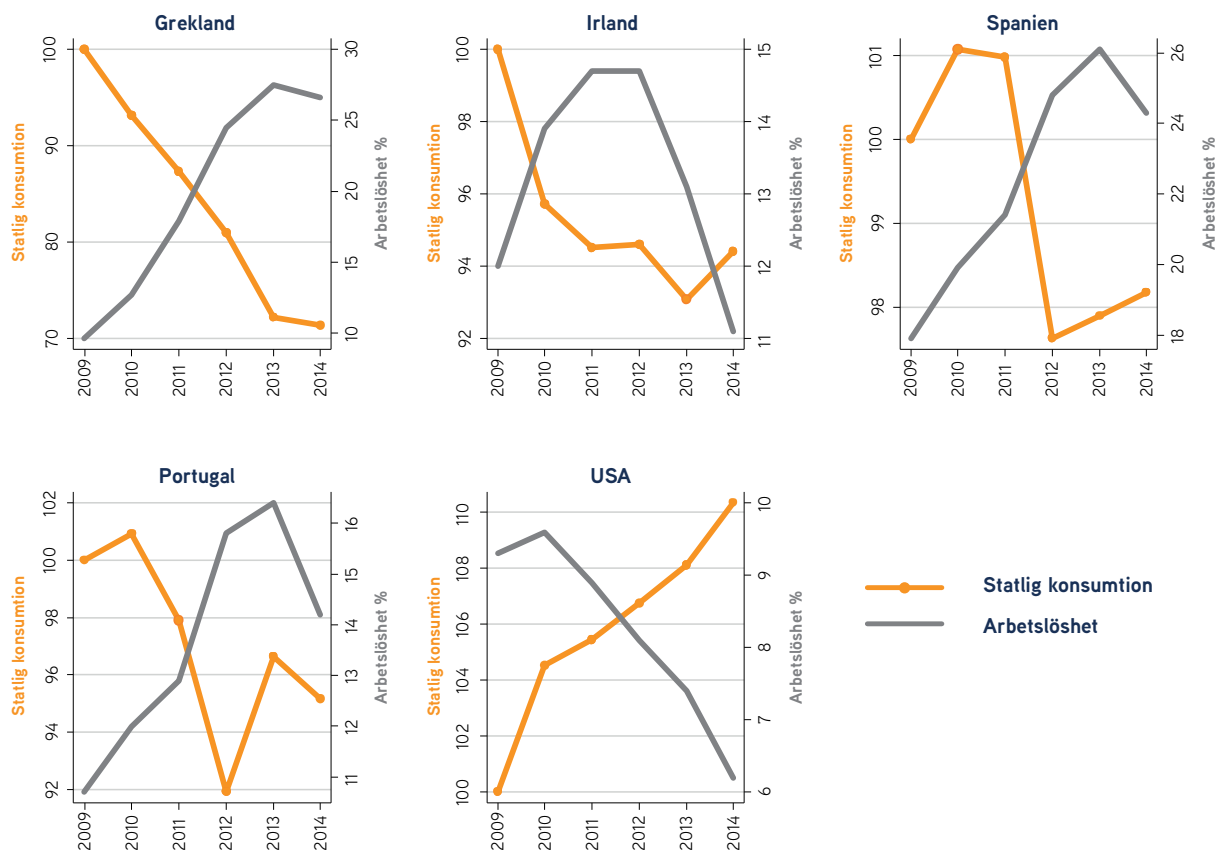 Grekland
Statlig konsumtion
100
90
80
70
30
25
20
15
10
Arbetslöshet %
2009 2010 2011 2012 2013 2014
Irland
Statlig konsumtion
100
98
96
94
92
15
14
13
12
11
Arbetslöshet %
2009 2010 2011 2012 2013 2014
Spanien
Statlig konsumtion
101
100
99
98
26
24
22
20
18
Arbetslöshet %
2009 2010 2011 2012 2013 2014
Portugal
Statlig konsumtion
102
100
98
96
94
92
16
15
14
13
12
11
Arbetslöshet %
2009 2010 2011 2012 2013 2014
USA
Statlig konsumtion
110
108
106
104
102
100
10
9
8
7
6
Arbetslöshet %
2009 2010 2011 2012 2013 2014
Statlig konsumtion
Arbetslöshet